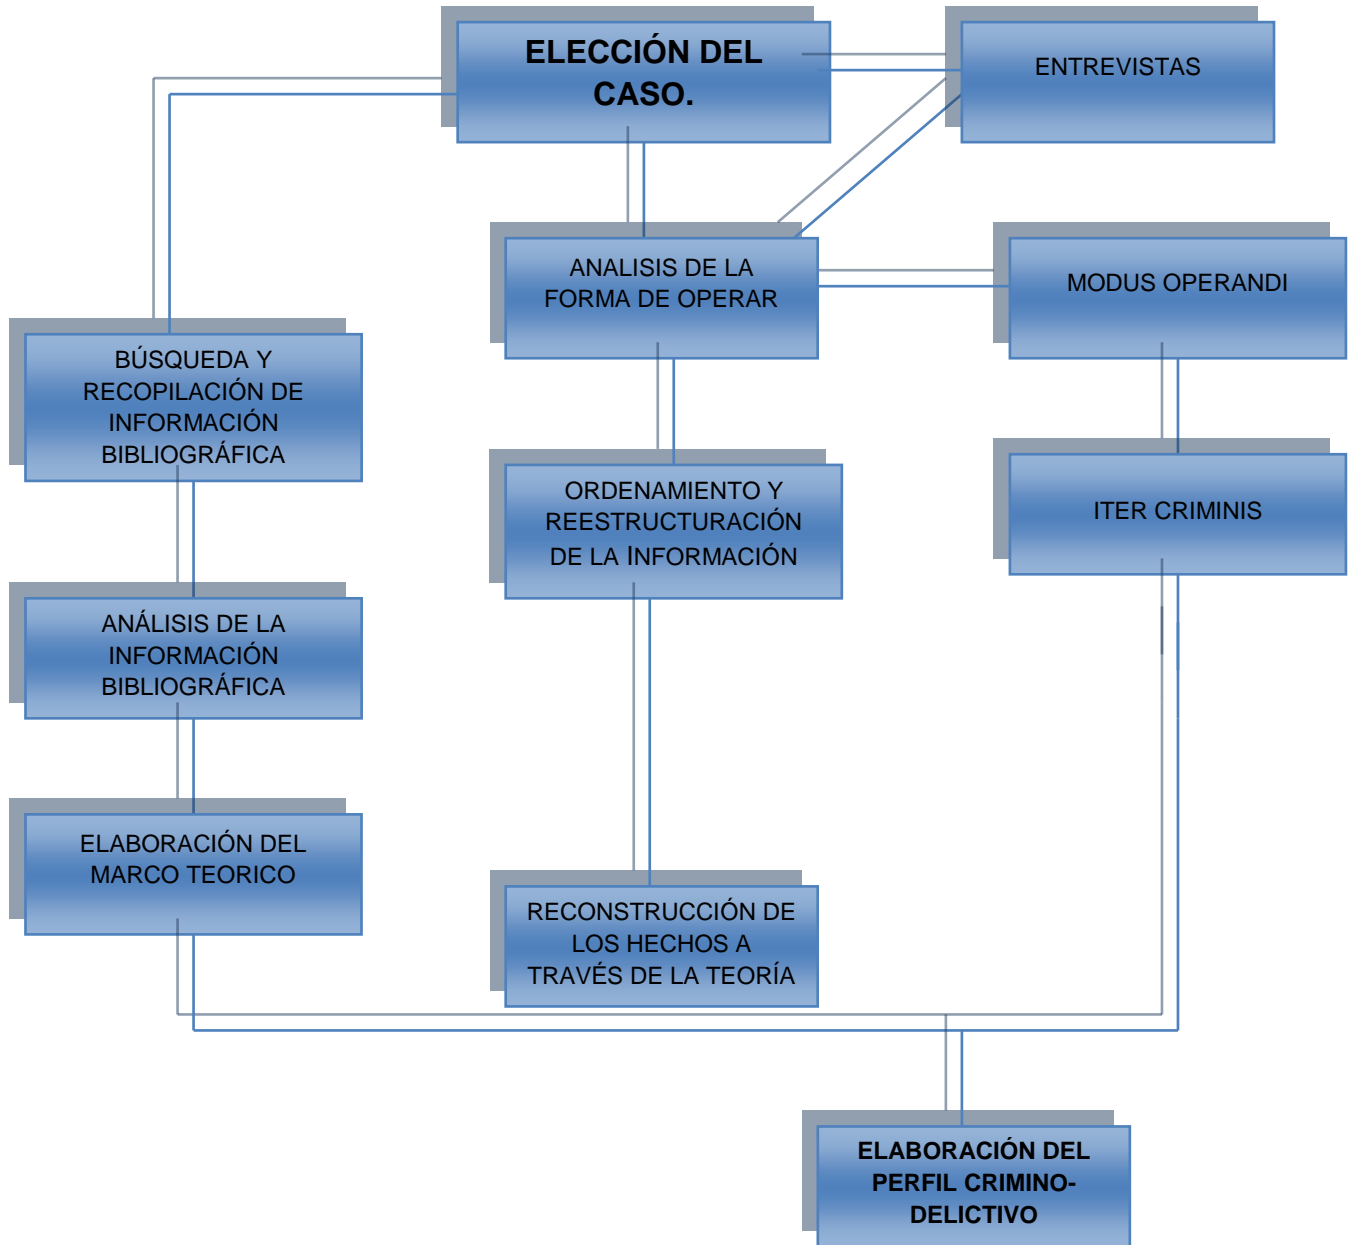 ELECCIÓN DEL
CASO.
ENTREVISTAS
ANALISIS DE LA
FORMA DE OPERAR
MODUS OPERANDI
BÚSQUEDA Y
RECOPILACIÓN DE
INFORMACIÓN
BIBLIOGRÁFICA
ORDENAMIENTO Y
REESTRUCTURACIÓN
DE LA INFORMACIÓN
ITER CRIMINIS
ANÁLISIS DE LA
INFORMACIÓN
BIBLIOGRÁFICA
ELABORACIÓN DEL
MARCO TEORICO
RECONSTRUCCIÓN DE
LOS HECHOS A
TRAVÉS DE LA TEORÍA
ELABORACIÓN DEL
PERFIL CRIMINO-
DELICTIVO